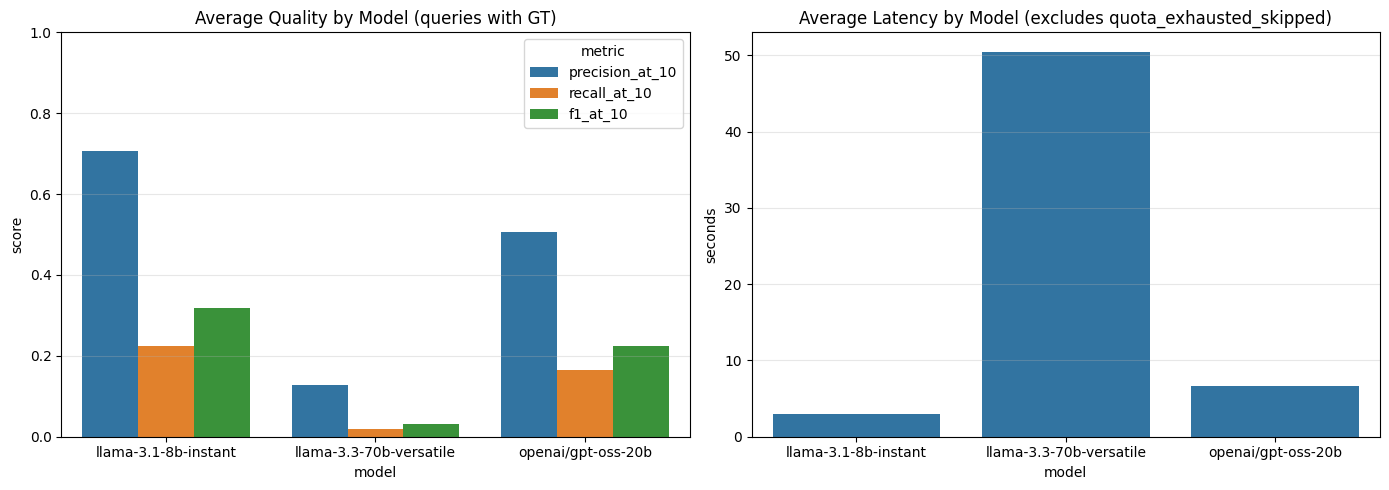 Average Quality by Model (queries with GT)
1.0
0.8
0.6
0.4
0.2
0.0
score
metric
precision_at_10
recall_at_10
f1_at_10
llama-3.1-8b-instant
llama-3.3-70b-versatile
openai/gpt-oss-20b
model
Average Latency by Model (excludes quota_exhausted_skipped)
50
40
30
20
10
0
seconds
llama-3.1-8b-instant
llama-3.3-70b-versatile
openai/gpt-oss-20b
model